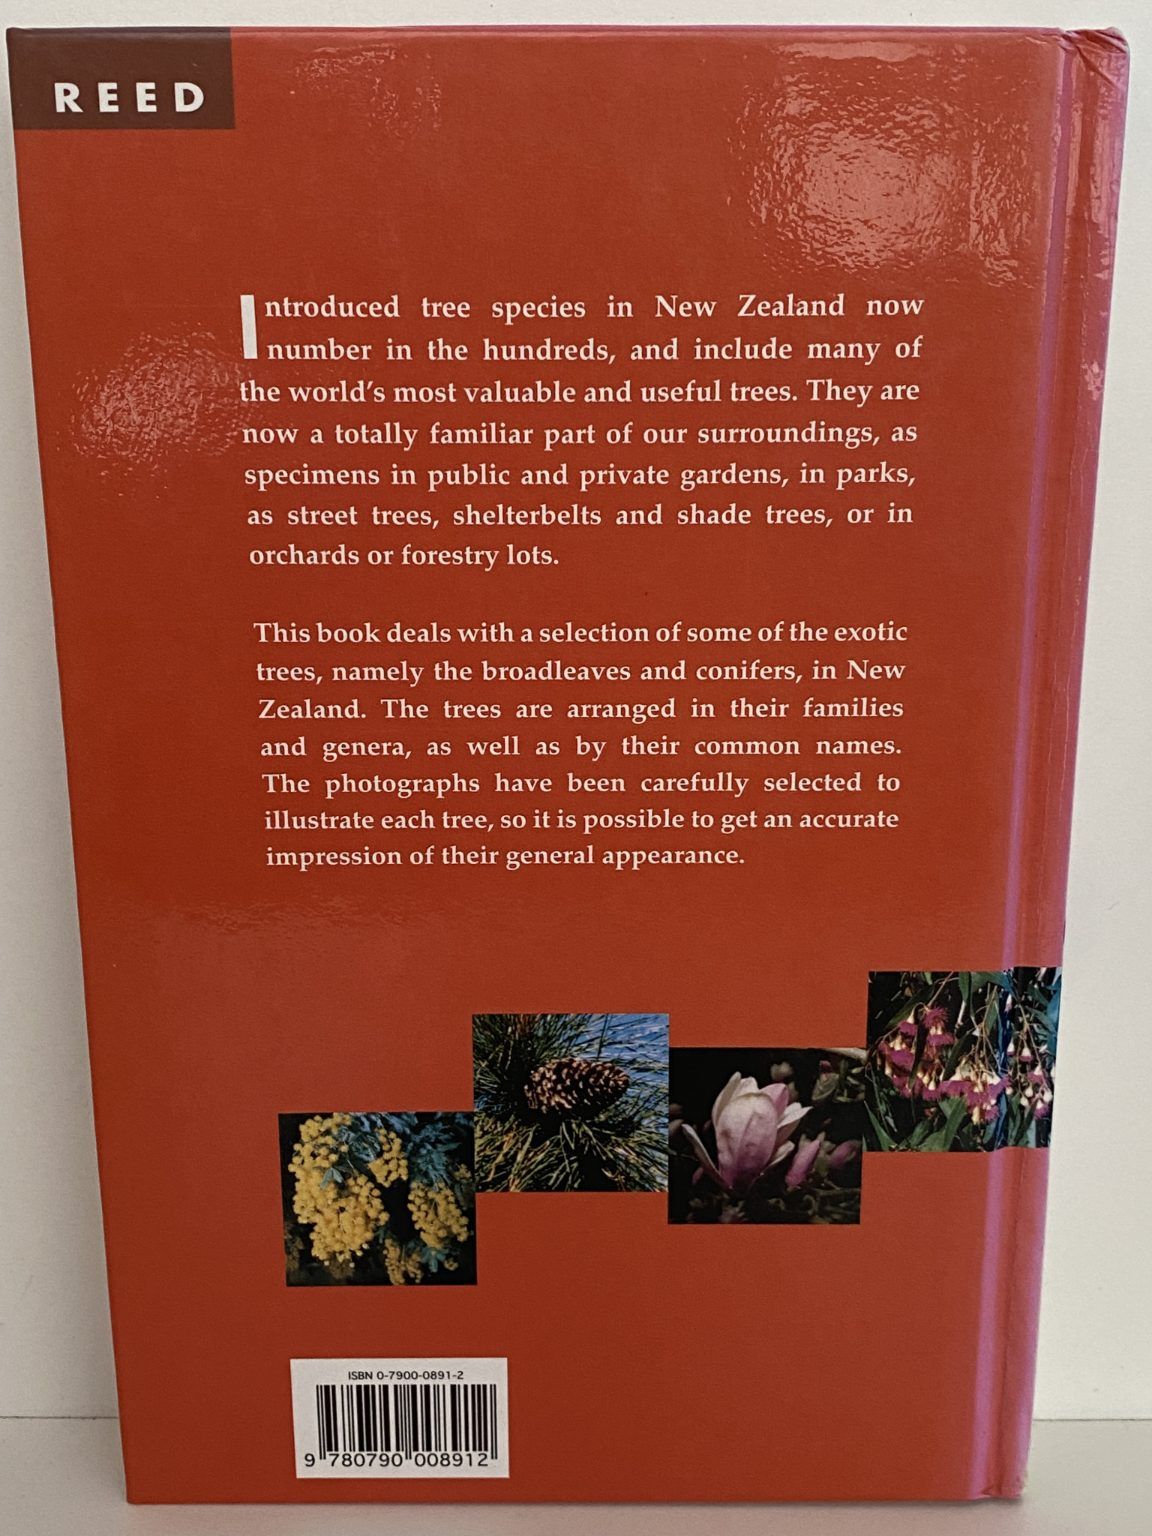 REED
Introduced tree species in New Zealand now
number in the hundreds, and include many of
the world's most valuable and useful trees. They are
now a totally familiar part of our surroundings, as
specimens in public and private gardens, in parks,
as street trees, shelterbelts and shade trees, or in
orchards or forestry lots.
This book deals with a selection of some of the exotic
trees, namely the broadleaves and conifers, in New
Zealand. The trees are arranged in their families
and genera, as well as by their common names.
The photographs have been carefully selected to
illustrate each tree, so it is possible to get an accurate
impression of their general appearance.
ISBN 0-7900-0891-2
9 780790 008912